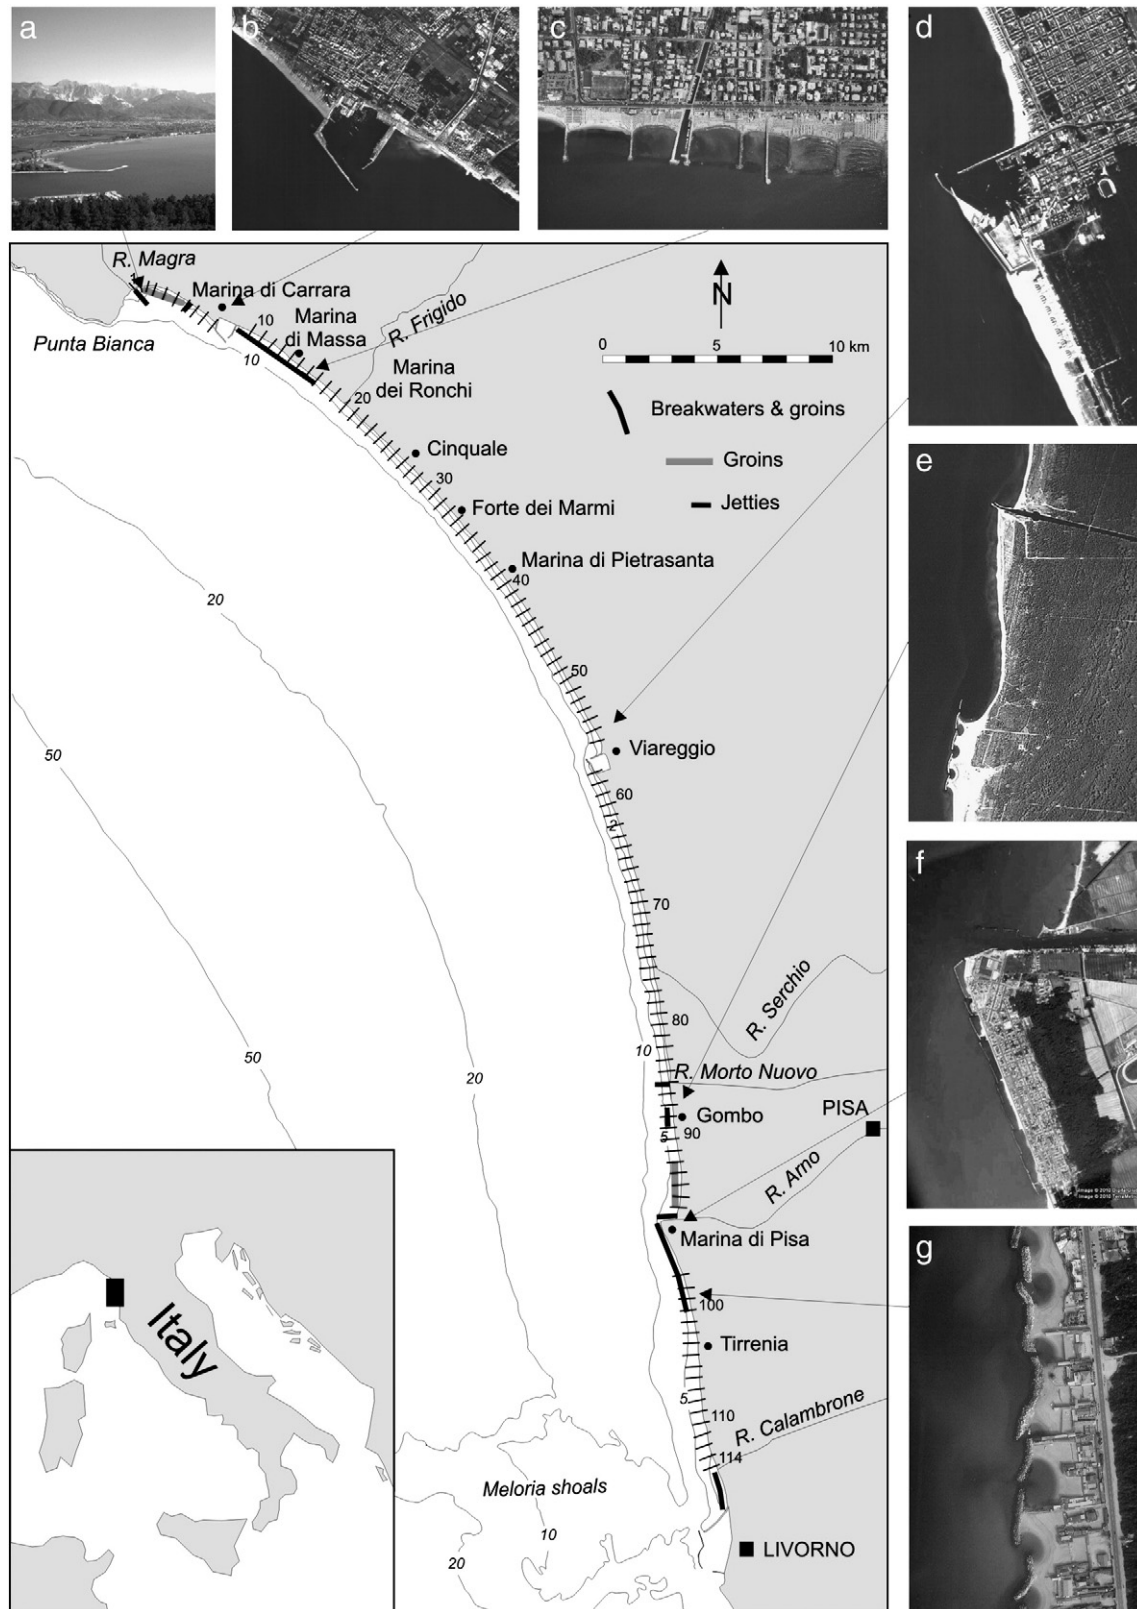 a
b
c
d
R. Magra
Marina di Carrara
10
Marina
di Massa
R. Frigido
N
0
5
10 km
Punta Bianca
10
Marina
dei Ronchi
20
Breakwaters & groins
Cinquale
30
Groins
e
Forte dei Marmi
Jetties
Marina di Pietrasanta
40
20
50
50
Viareggio
60
70
f
R. Serchio
80
10
50
20
R. Morto Nuovo
PISA
Gombo
5
90
R. Arno
Marina di Pisa
g
100
Tirrenia
Italy
5
110
R. Calambrone
114
Meloria shoals
10
20
LIVORNO